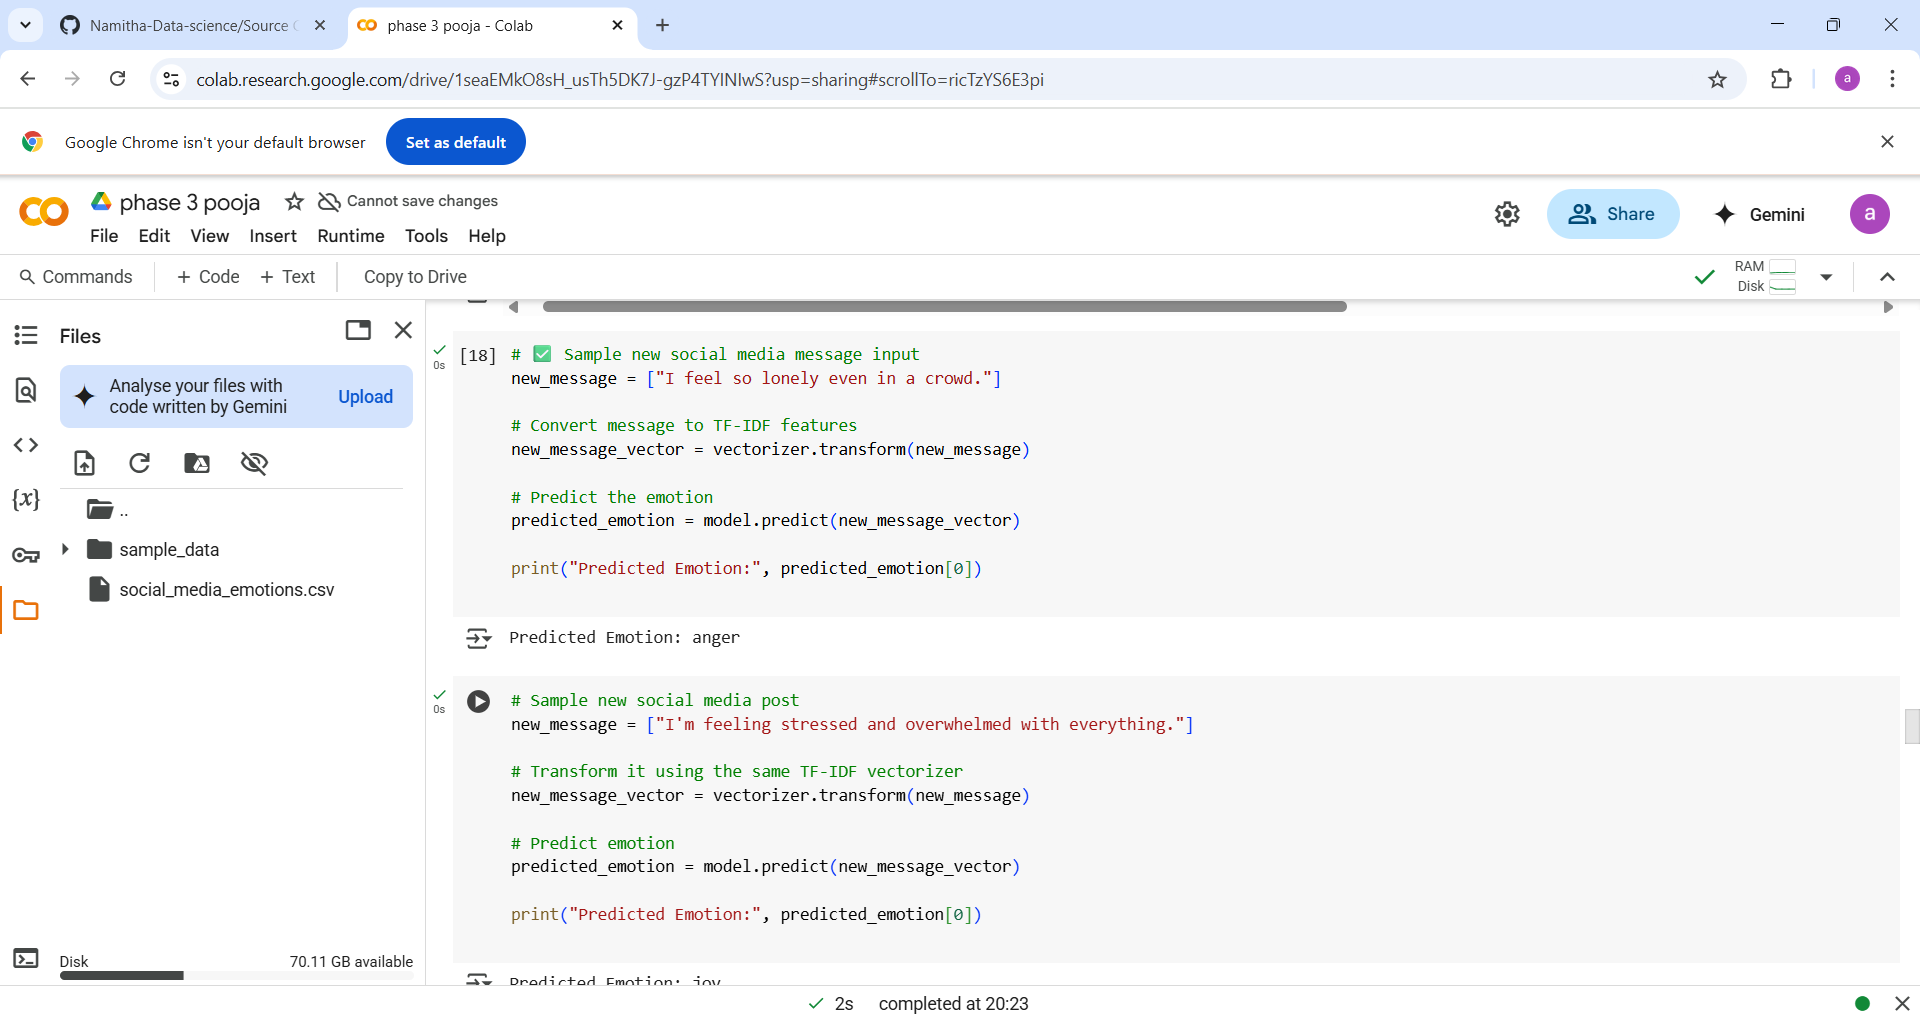 Namitha-Data-science/Source C
phase 3 pooja - Colab
colab.research.google.com/drive/1seaEMkO8sH_usTh5DK7J-gzP4TYINIwS?usp=sharing#scrollTo=ricTzYS6E3pi
a
Google Chrome isn't your default browser
Set as default
phase 3 pooja
Cannot save changes
File Edit View Insert Runtime Tools Help
Share
Gemini
a
Commands
+ Code + Text
Copy to Drive
RAM
Disk
Files
Analyse your files with
code written by Gemini
Upload
..
sample_data
social_media_emotions.csv
Disk
70.11 GB available
0s
[18] # ✅ Sample new social media message input
new_message = ["I feel so lonely even in a crowd."]
# Convert message to TF-IDF features
new_message_vector = vectorizer.transform(new_message)
# Predict the emotion
predicted_emotion = model.predict(new_message_vector)
print("Predicted Emotion:", predicted_emotion[0])
Predicted Emotion: anger
0s
# Sample new social media post
new_message = ["I'm feeling stressed and overwhelmed with everything."]
# Transform it using the same TF-IDF vectorizer
new_message_vector = vectorizer.transform(new_message)
# Predict emotion
predicted_emotion = model.predict(new_message_vector)
print("Predicted Emotion:", predicted_emotion[0])
Predicted Emotion: joy
2s completed at 20:23